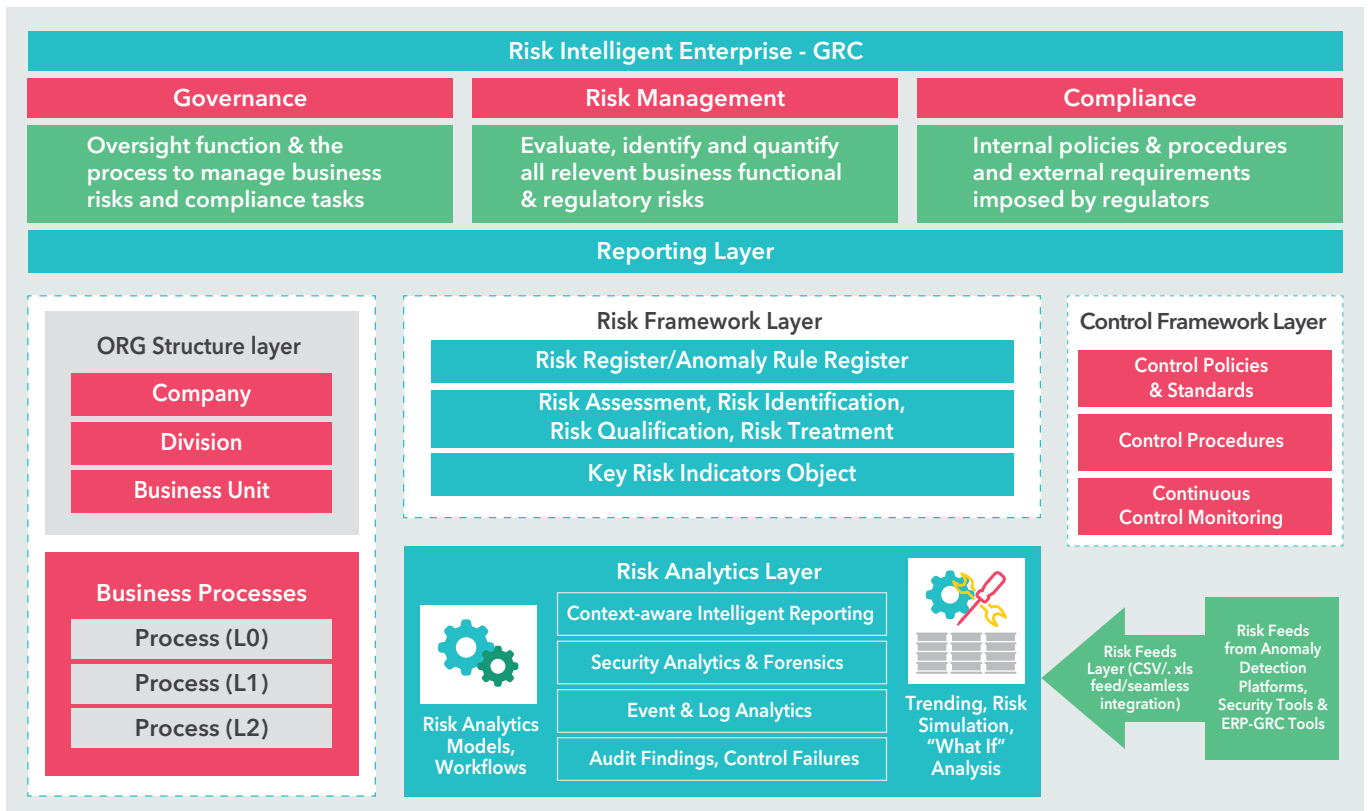 Risk Intelligent Enterprise - GRC
Governance
Risk Management
Compliance
Oversight function & the
process to manage business
risks and compliance tasks
Evaluate, identify and quantify
all relevent business functional
& regulatory risks
Internal policies & procedures
and external requirements
imposed by regulators
Reporting Layer
ORG Structure layer
Company
Division
Business Unit
Business Processes
Process (L0)
Process (L1)
Process (L2)
Risk Framework Layer
Risk Register/Anomaly Rule Register
Risk Assessment, Risk Identification,
Risk Qualification, Risk Treatment
Key Risk Indicators Object
Control Framework Layer
Control Policies
& Standards
Control Procedures
Continuous
Control Monitoring
Risk Analytics Layer
Risk Analytics
Models,
Workflows
Context-aware Intelligent Reporting
Security Analytics & Forensics
Event & Log Analytics
Audit Findings, Control Failures
Trending, Risk
Simulation,
“What If”
Analysis
Risk Feeds
Layer (CSV/. xls
feed/seamless
integration)
Risk Feeds
from Anomaly
Detection
Platforms,
Security Tools &
ERP-GRC Tools